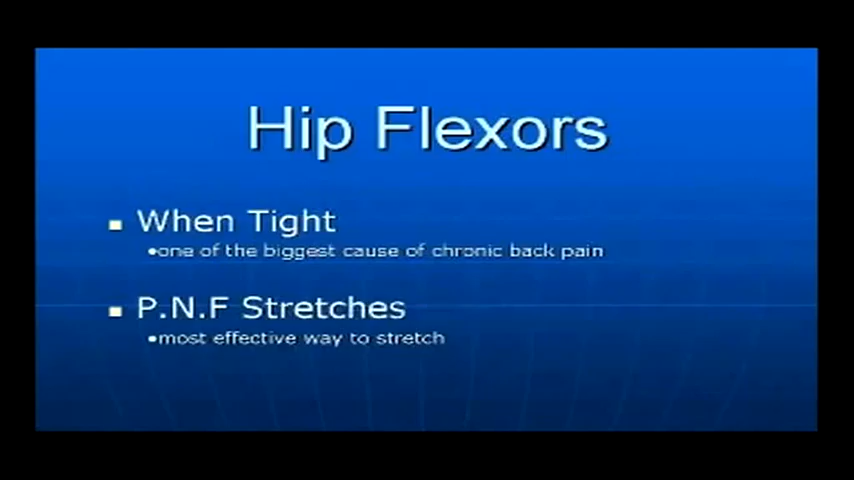 Hip Flexors
When Tight
•one of the biggest cause of chronic back pain
P.N.F Stretches
•most effective way to stretch